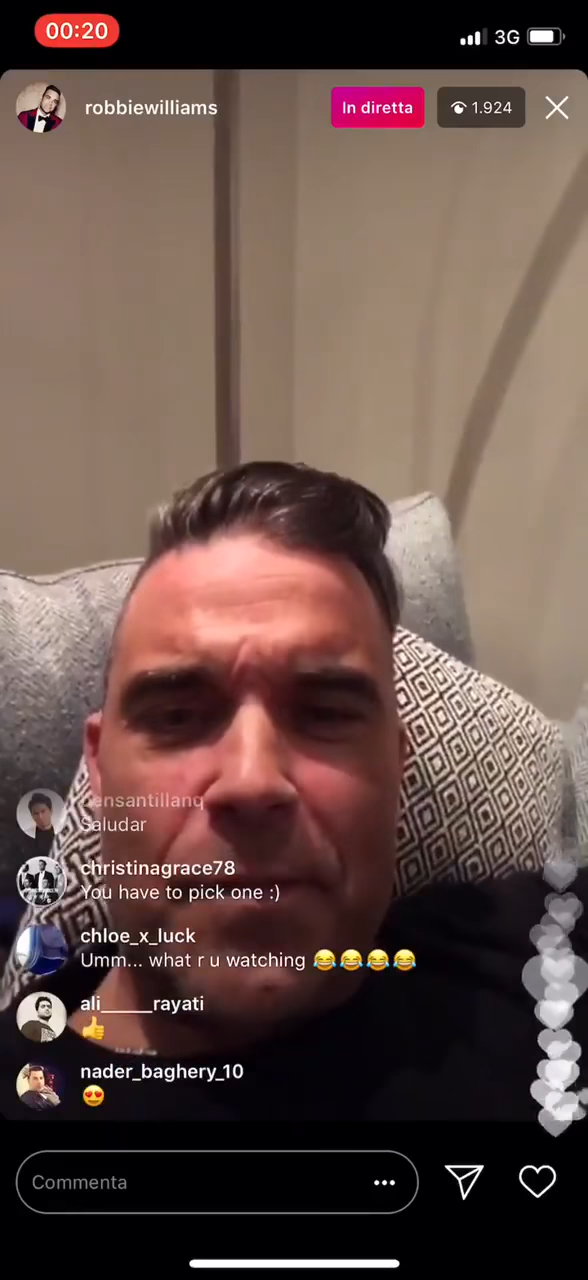 00:20
3G
robbiewilliams
In diretta
1.924
Saludar
christinagrace78
You have to pick one :)
chloe_x_luck
Umm... what r u watching 😂😂😂😂
ali_____rayati
👍
nader_baghery_10
😍
Commenta